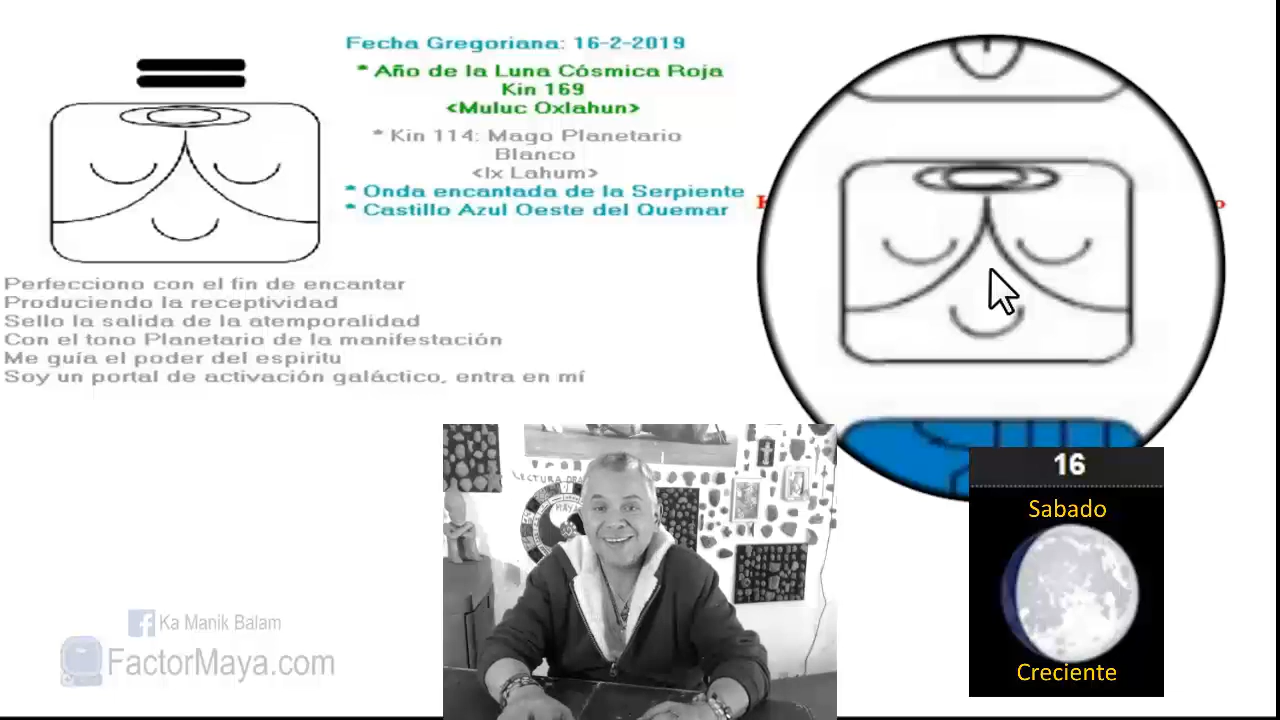 Fecha Gregoriana: 16-2-2019
* Año de la Luna Cósmica Roja
Kin 169
<Muluc Oxlahun>
* Kin 114: Mago Planetario
Blanco
<Ix Lahum>
* Onda encantada de la Serpiente
* Castillo Azul Oeste del Quemar
Perfecciono con el fin de encantar
Produciendo la receptividad
Sello la salida de la atemporalidad
Con el tono Planetario de la manifestación
Me guía el poder del espiritu
Soy un portal de activación galáctico, entra en mí
16
Sabado
Creciente
LECTURA
MAYA
Ka Manik Balam
FactorMaya.com